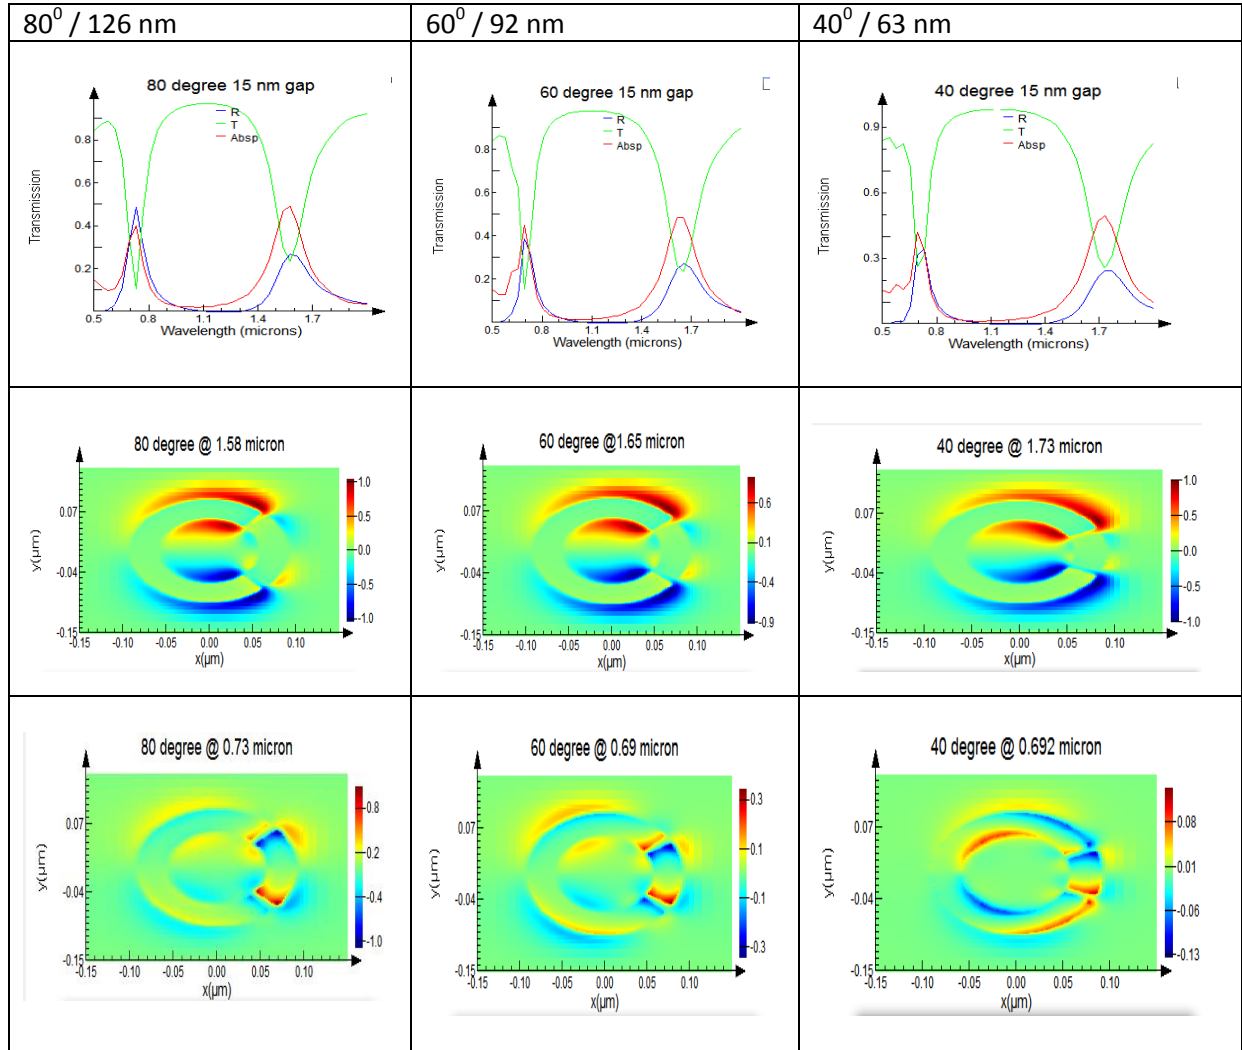 80⁰ / 126 nm
60⁰ / 92 nm
40⁰ / 63 nm
80 degree 15 nm gap
R
T
Absp
Transmission
0.8
0.6
0.4
0.2
0.5 0.8 1.1 1.4 1.7
Wavelength (microns)
60 degree 15 nm gap
R
T
Absp
Transmission
0.8
0.6
0.4
0.2
0.5 0.8 1.1 1.4 1.7
Wavelength (microns)
40 degree 15 nm gap
R
T
Absp
Transmission
0.9
0.6
0.3
0.5 0.8 1.1 1.4 1.7
Wavelength (microns)
80 degree @ 1.58 micron
y(µm)
0.07
-0.04
-0.15
-0.15 -0.10 -0.05 0.00 0.05 0.10
x(µm)
1.0
0.5
0.0
-0.5
-1.0
60 degree @1.65 micron
y(µm)
0.07
-0.04
-0.15
-0.15 -0.10 -0.05 0.00 0.05 0.10
x(µm)
0.6
0.1
-0.4
-0.9
40 degree @ 1.73 micron
y(µm)
0.07
-0.04
-0.15
-0.15 -0.10 -0.05 0.00 0.05 0.10
x(µm)
1.0
0.5
0.0
-0.5
-1.0
80 degree @ 0.73 micron
y(µm)
0.07
-0.04
-0.15
-0.15 -0.10 -0.05 0.00 0.05 0.10
x(µm)
0.8
0.2
-0.4
-1.0
60 degree @ 0.69 micron
y(µm)
0.07
-0.04
-0.15
-0.15 -0.10 -0.05 0.00 0.05 0.10
x(µm)
0.3
0.1
-0.1
-0.3
40 degree @ 0.692 micron
y(µm)
0.07
-0.04
-0.15
-0.15 -0.10 -0.05 0.00 0.05 0.10
x(µm)
0.08
0.01
-0.06
-0.13